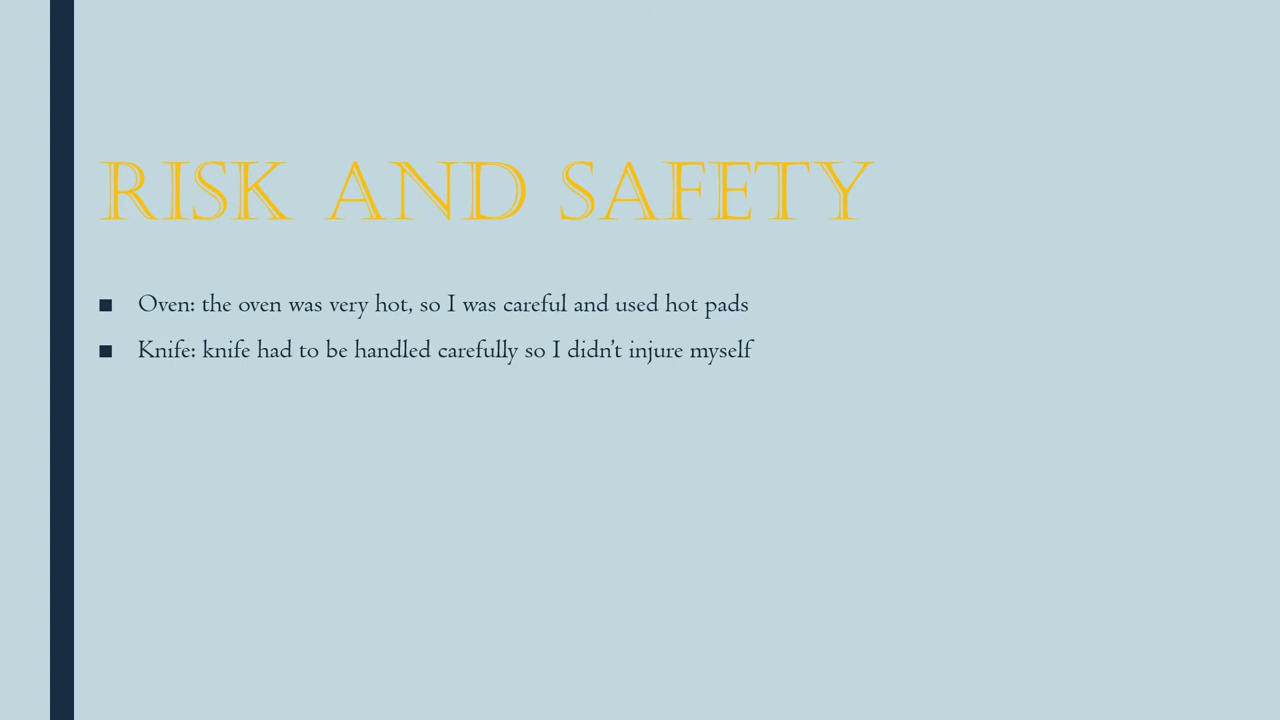 RISK AND SAFETY
■ Oven: the oven was very hot, so I was careful and used hot pads
■ Knife: knife had to be handled carefully so I didn't injure myself